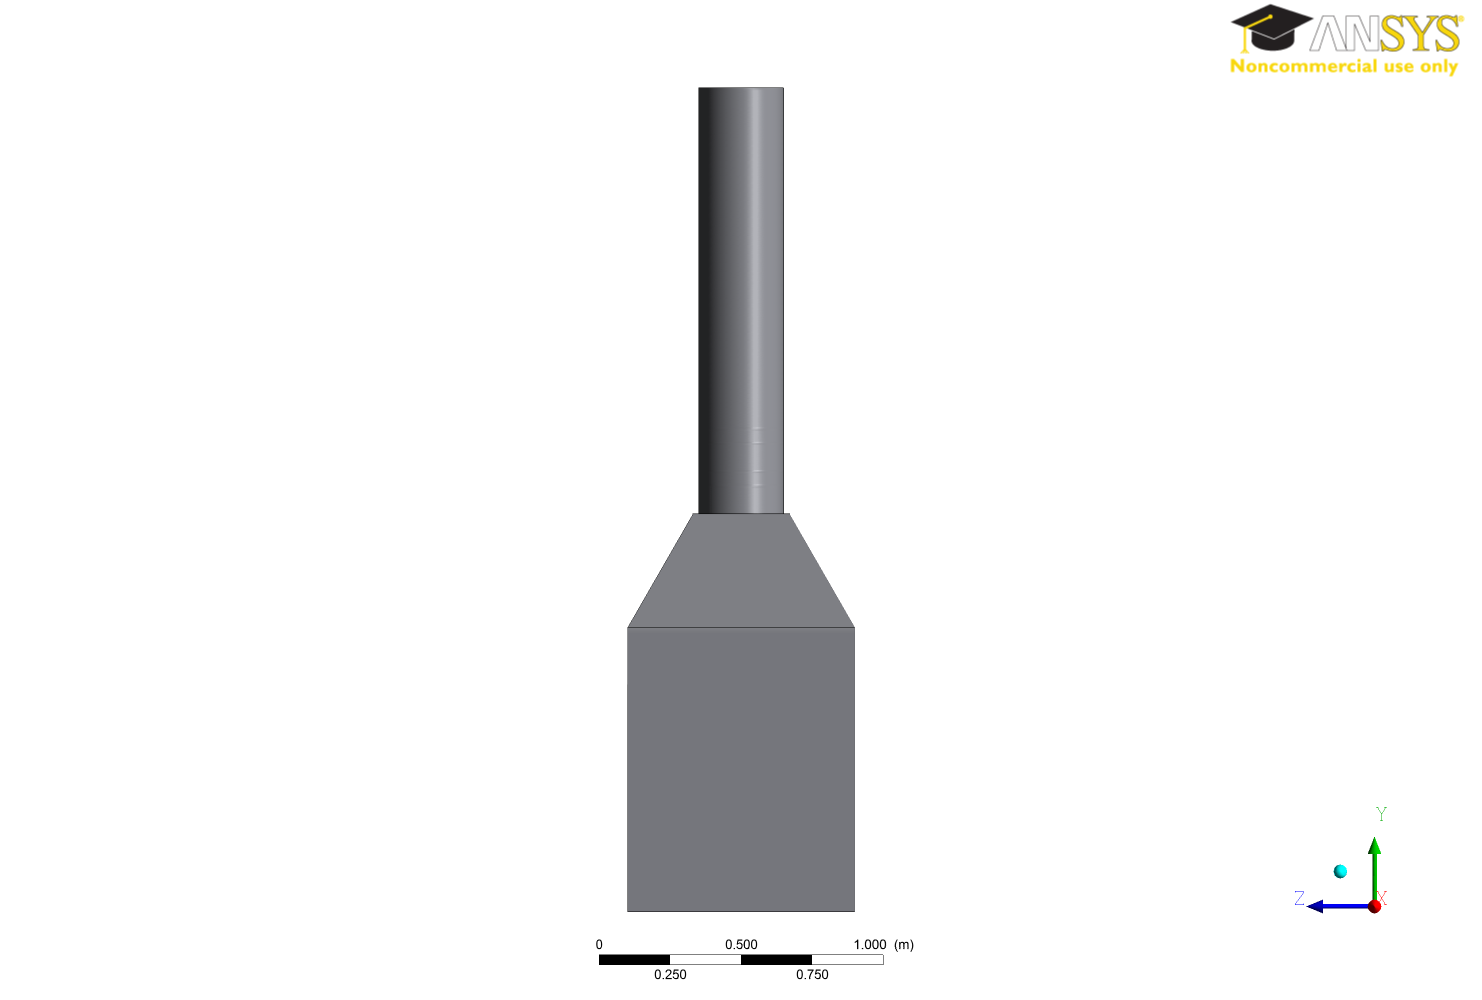 ANSYS
Noncommercial use only
Y
Z
X
0 0.500 1.000 (m)
0.250 0.750